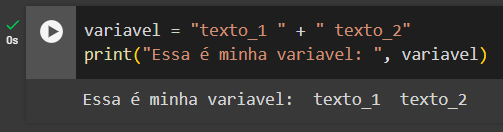 variavel = "texto_1 " + " texto_2"
print("Essa é minha variavel: ", variavel)
0s
Essa é minha variavel:  texto_1  texto_2